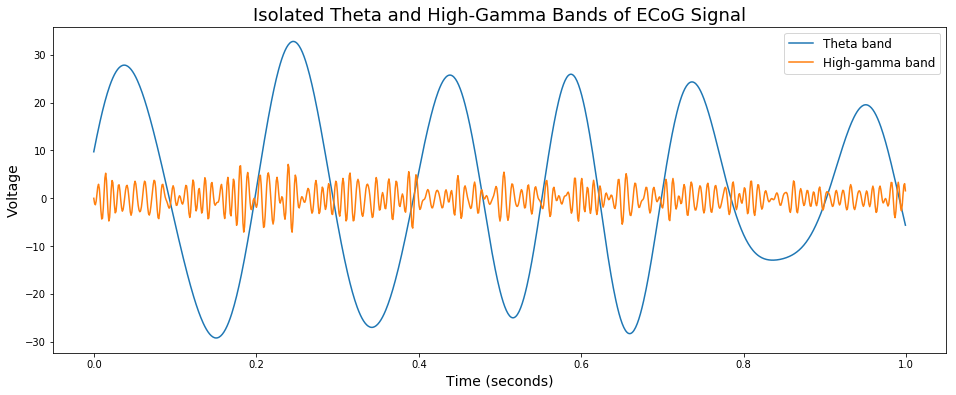 Isolated Theta and High-Gamma Bands of ECoG Signal
Theta band
High-gamma band
Voltage
30
20
10
0
−10
−20
−30
0.0
0.2
0.4
0.6
0.8
1.0
Time (seconds)